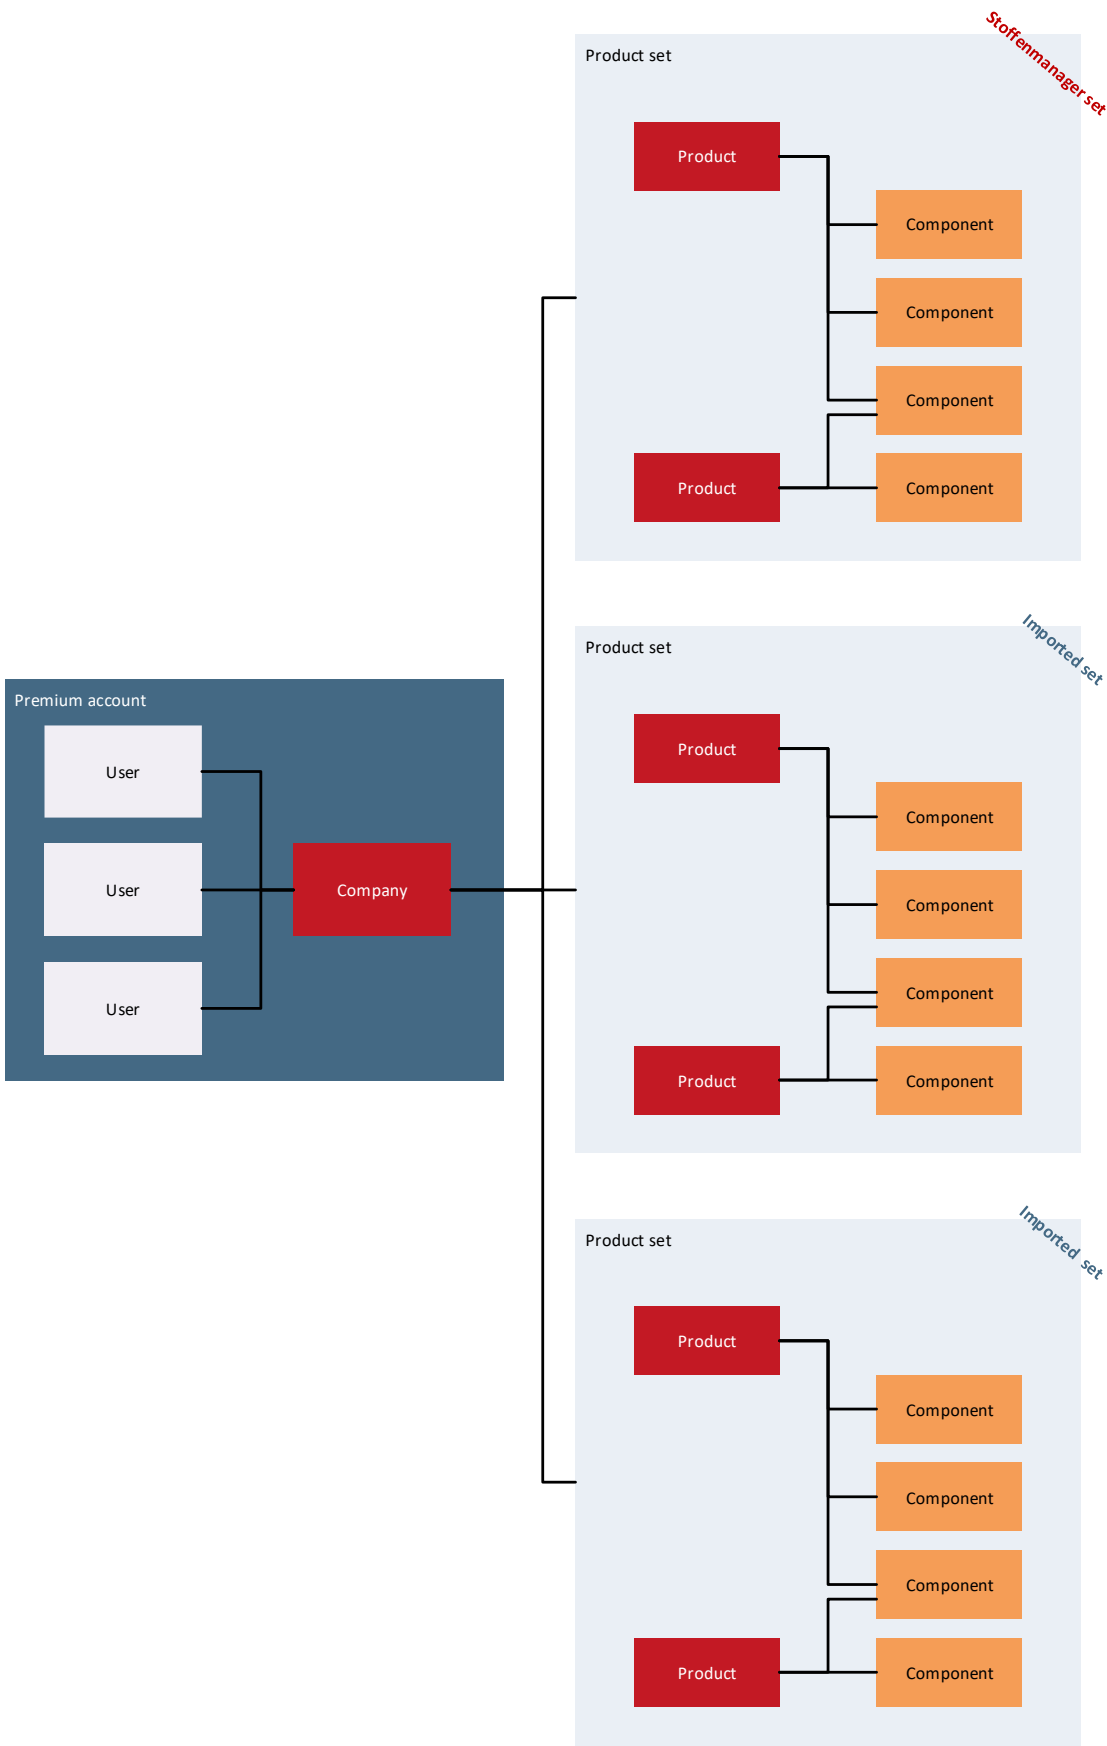 Stoffenmanager set
Product set
Product
Component
Component
Component
Product
Component
Imported set
Product set
Premium account
Product
User
Component
User
Company
Component
Component
User
Product
Component
Imported set
Product set
Product
Component
Component
Component
Product
Component